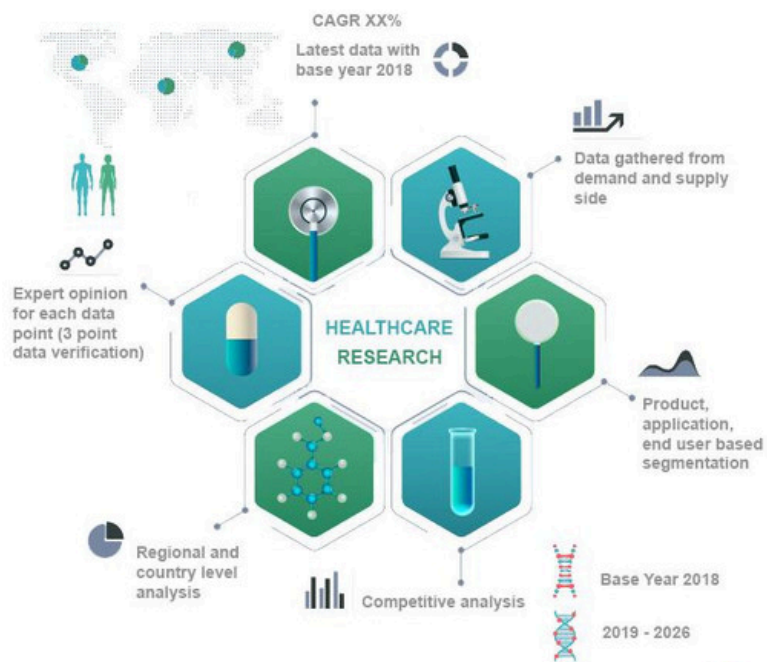 CAGR XX%
Latest data with
base year 2018
Data gathered from
demand and supply
side
Expert opinion
for each data
point (3 point
data verification)
HEALTHCARE
RESEARCH
Product,
application,
end user based
segmentation
Regional and
country level
analysis
Competitive analysis
Base Year 2018
2019 - 2026